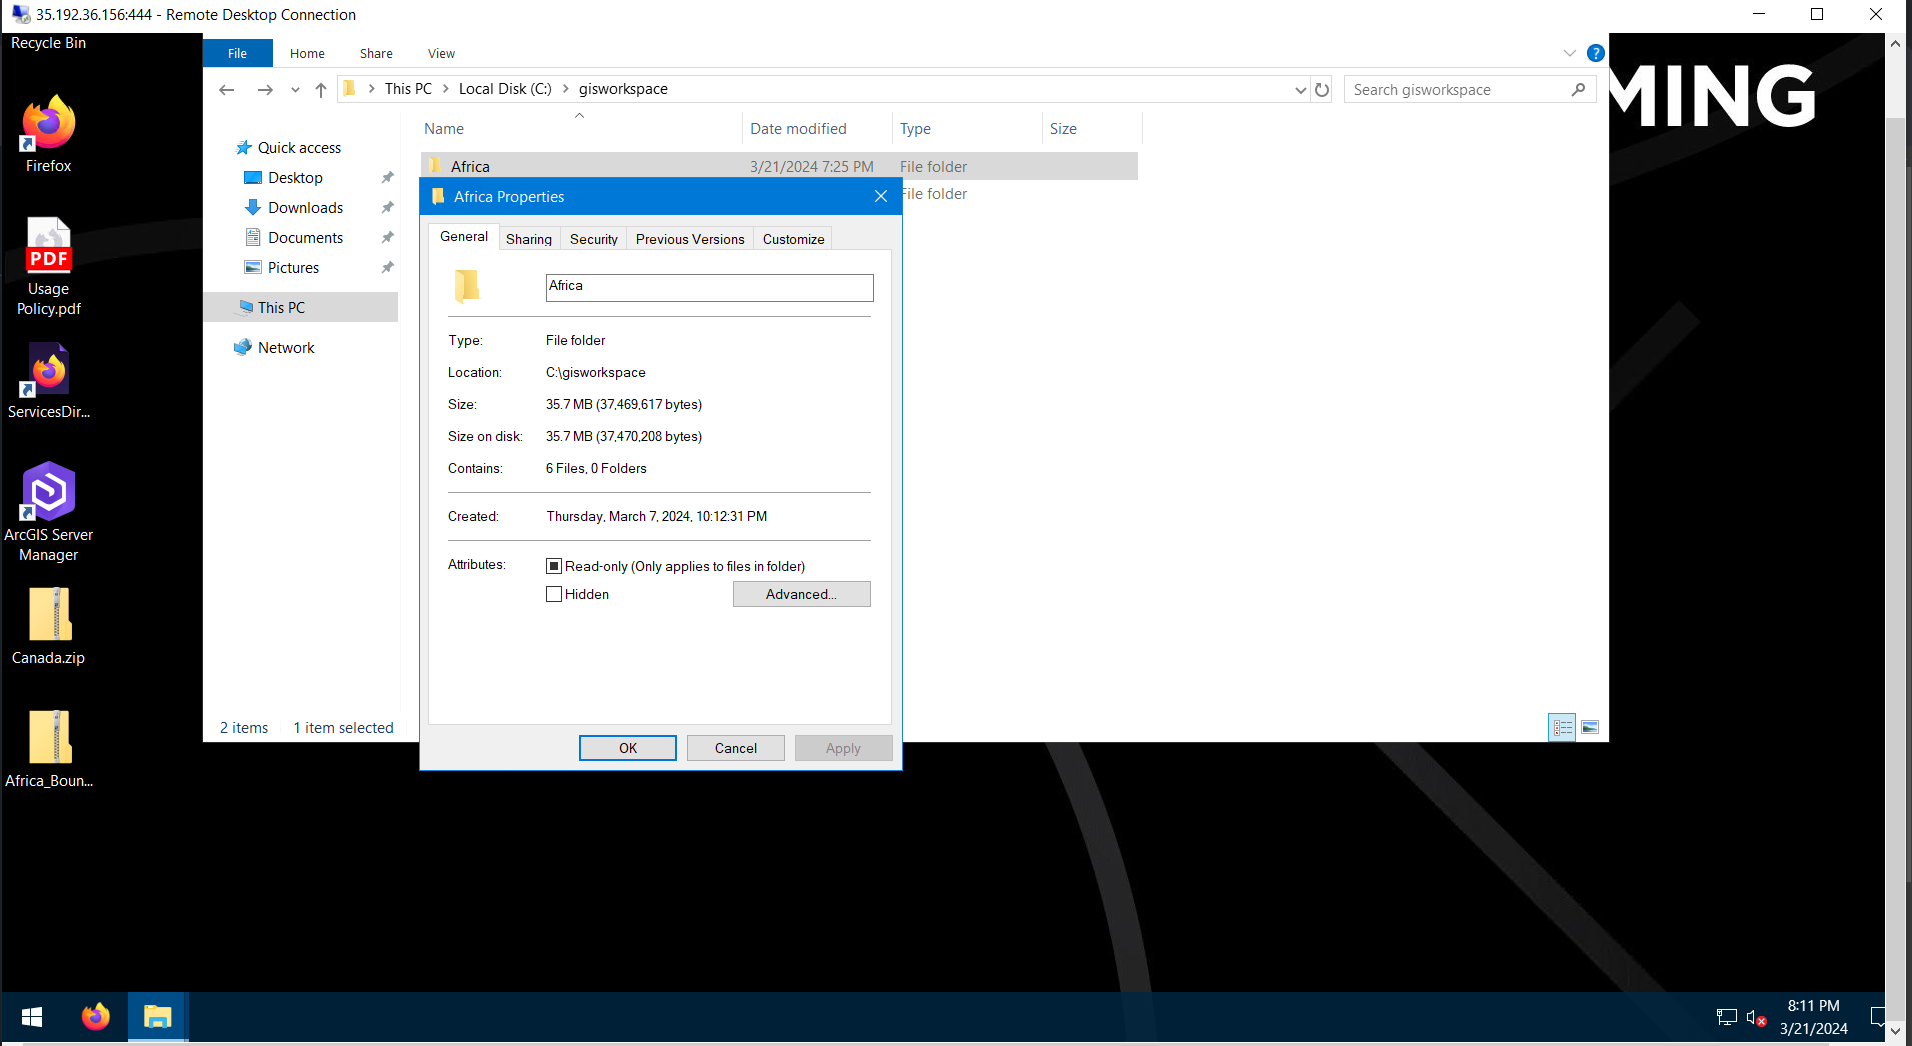 35.192.36.156:444 - Remote Desktop Connection
Recycle Bin
Firefox
PDF
Usage
Policy.pdf
ServicesDir...
ArcGIS Server
Manager
Canada.zip
Africa_Boun...
MING
File Home Share View
This PC Local Disk (C:) gisworkspace
Search gisworkspace
Quick access
Desktop
Downloads
Documents
Pictures
This PC
Network
Name Date modified Type Size
Africa 3/21/2024 7:25 PM File folder
File folder
Africa Properties
General Sharing Security Previous Versions Customize
Africa
Type: File folder
Location: C:\gisworkspace
Size: 35.7 MB (37,469,617 bytes)
Size on disk: 35.7 MB (37,470,208 bytes)
Contains: 6 Files, 0 Folders
Created: Thursday, March 7, 2024, 10:12:31 PM
Attributes: Read-only (Only applies to files in folder)
Hidden Advanced...
OK Cancel Apply
2 items 1 item selected
8:11 PM
3/21/2024